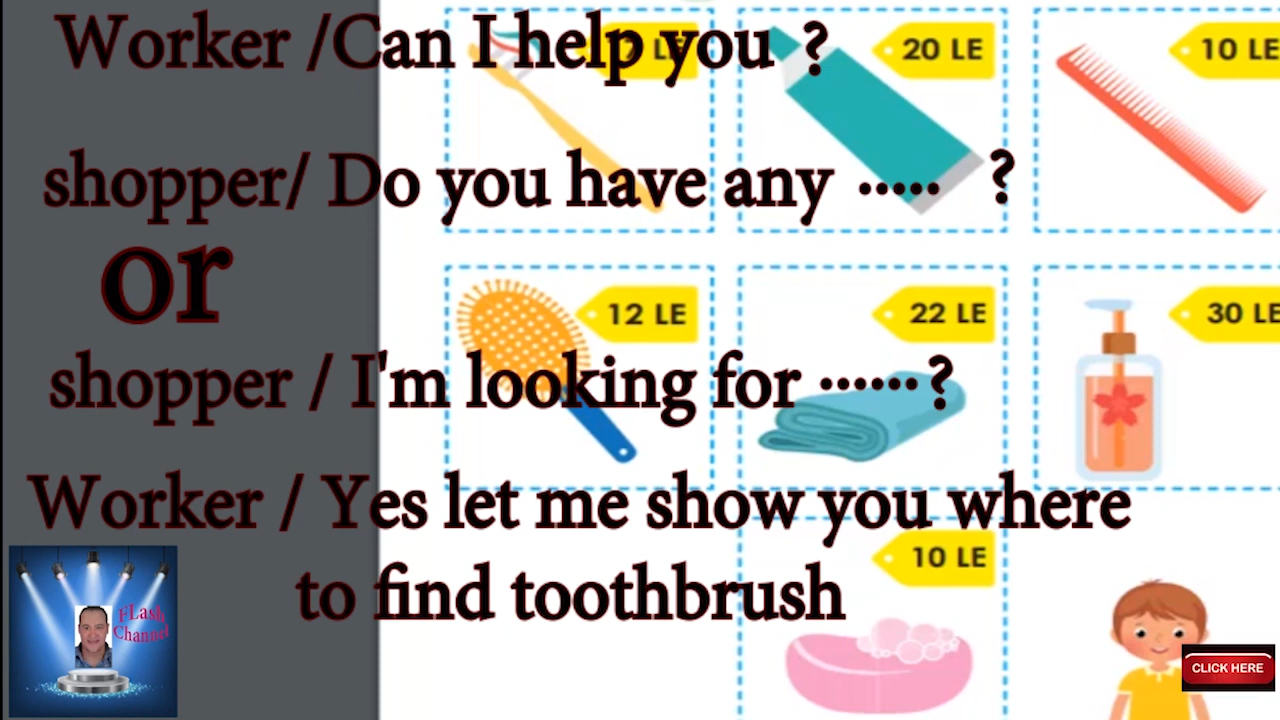 Worker /Can I help you ?
LE
20 LE
10 LE
shopper/ Do you have any ..... ?
or
12 LE
22 LE
30 LE
shopper / I'm looking for ......?
Worker / Yes let me show you where
to find toothbrush
10 LE
FLash
Channel
CLICK HERE